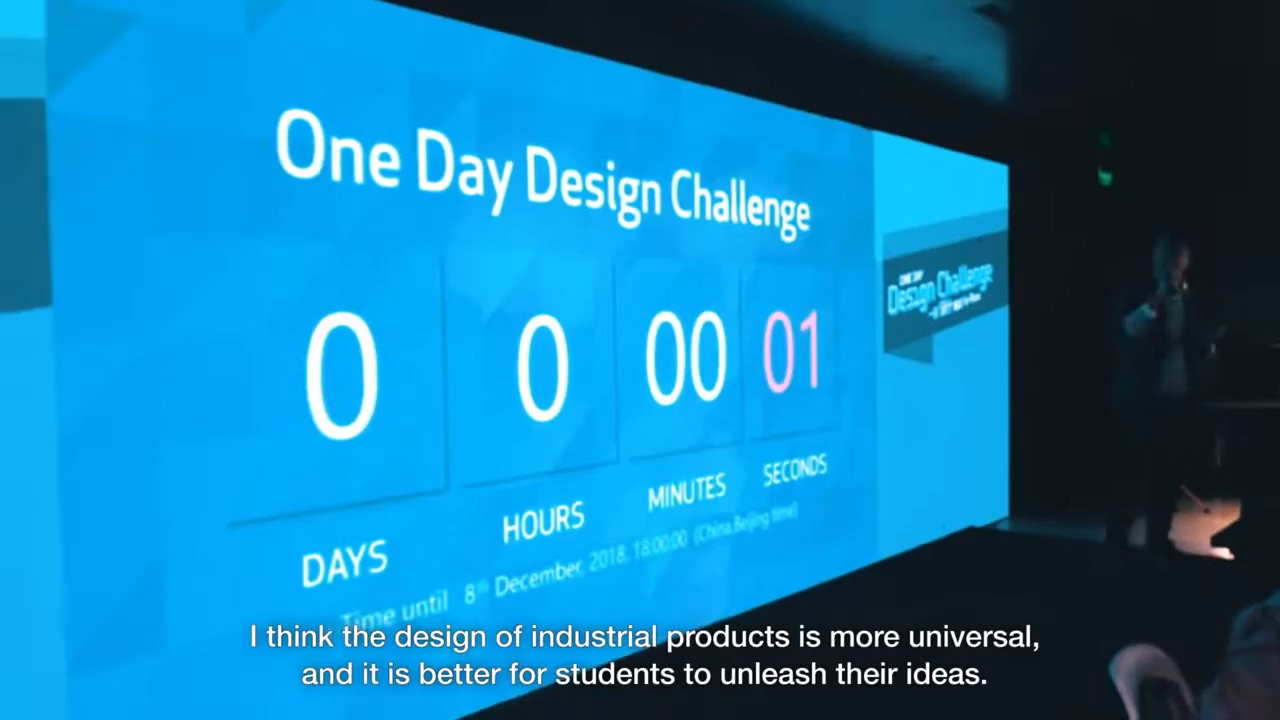 One Day Design Challenge
ONE DAY
Design Challenge
0 0 00 01
DAYS HOURS MINUTES SECONDS
Time until 8th December, 2018, 18:00:00 (China,Beijing time)
I think the design of industrial products is more universal,
and it is better for students to unleash their ideas.